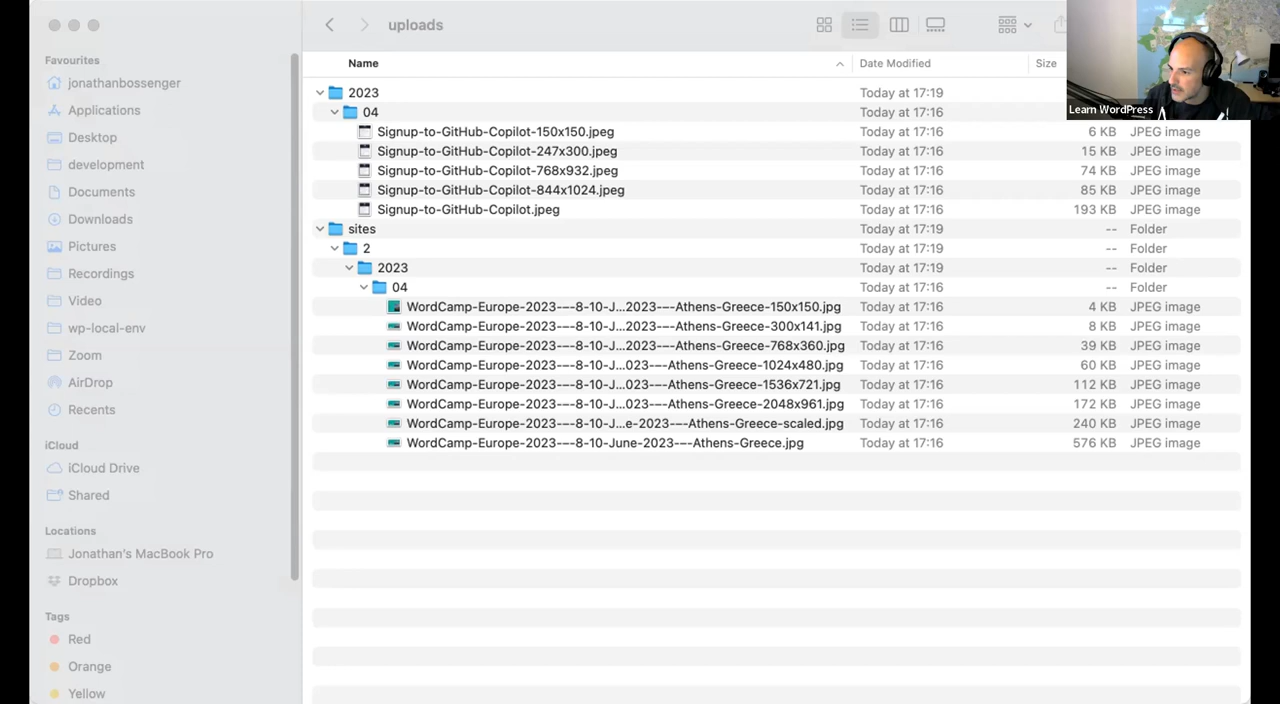 uploads
Favourites
jonathanbossenger
Applications
Desktop
development
Documents
Downloads
Pictures
Recordings
Video
wp-local-env
Zoom
AirDrop
Recents
iCloud
iCloud Drive
Shared
Locations
Jonathan's MacBook Pro
Dropbox
Tags
Red
Orange
Yellow
Name Date Modified Size
2023 Today at 17:19
04 Today at 17:19
Signup-to-GitHub-Copilot-150x150.jpeg Today at 17:16 6 KB JPEG image
Signup-to-GitHub-Copilot-247x300.jpeg Today at 17:16 15 KB JPEG image
Signup-to-GitHub-Copilot-768x932.jpeg Today at 17:16 74 KB JPEG image
Signup-to-GitHub-Copilot-844x1024.jpeg Today at 17:16 85 KB JPEG image
Signup-to-GitHub-Copilot.jpeg Today at 17:16 193 KB JPEG image
sites Today at 17:19 -- Folder
2 Today at 17:19 -- Folder
2023 Today at 17:19 -- Folder
04 Today at 17:16 -- Folder
WordCamp-Europe-2023-–-8-10-J...2023-–-Athens-Greece-150x150.jpg Today at 17:16 4 KB JPEG image
WordCamp-Europe-2023-–-8-10-J...2023-–-Athens-Greece-300x141.jpg Today at 17:16 8 KB JPEG image
WordCamp-Europe-2023-–-8-10-J...2023-–-Athens-Greece-768x360.jpg Today at 17:16 39 KB JPEG image
WordCamp-Europe-2023-–-8-10-J...023-–-Athens-Greece-1024x480.jpg Today at 17:16 60 KB JPEG image
WordCamp-Europe-2023-–-8-10-J...023-–-Athens-Greece-1536x721.jpg Today at 17:16 112 KB JPEG image
WordCamp-Europe-2023-–-8-10-J...023-–-Athens-Greece-2048x961.jpg Today at 17:16 172 KB JPEG image
WordCamp-Europe-2023-–-8-10-J...e-2023-–-Athens-Greece-scaled.jpg Today at 17:16 240 KB JPEG image
WordCamp-Europe-2023-–-8-10-June-2023-–-Athens-Greece.jpg Today at 17:16 576 KB JPEG image
Learn WordPress